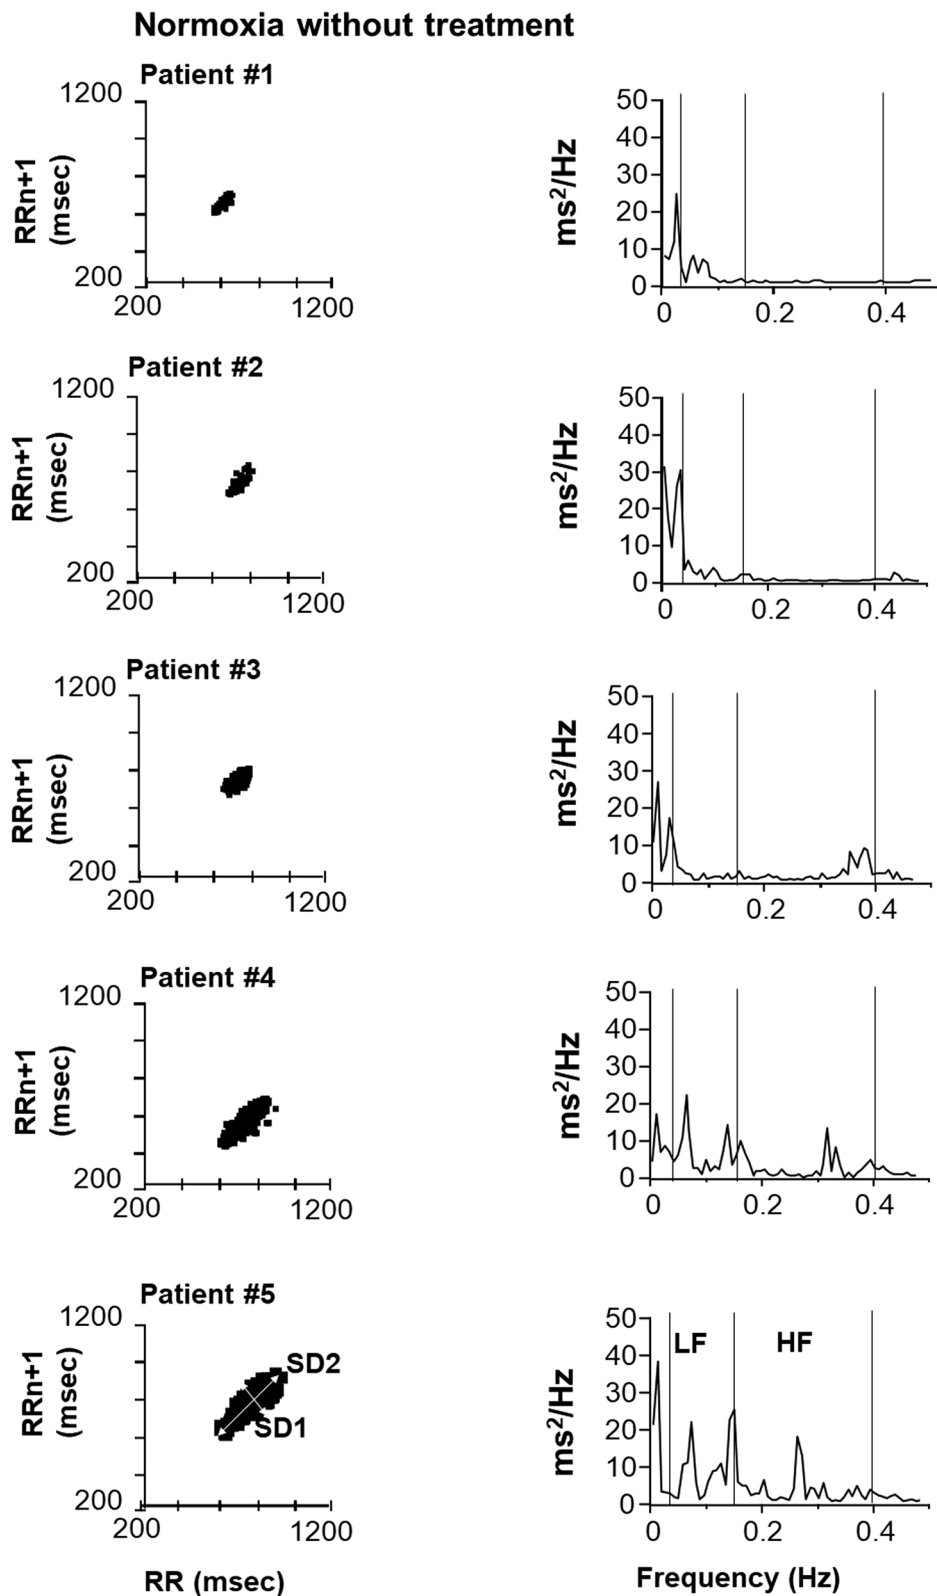 Normoxia without treatment
Patient #1
1200
RRn+1
(msec)
200
200
1200
50
40
30
20
10
0
ms²/Hz
0
0.2
0.4
Patient #2
1200
RRn+1
(msec)
200
200
1200
50
40
30
20
10
0
ms²/Hz
0
0.2
0.4
Patient #3
1200
RRn+1
(msec)
200
200
1200
50
40
30
20
10
0
ms²/Hz
0
0.2
0.4
Patient #4
1200
RRn+1
(msec)
200
200
1200
50
40
30
20
10
0
ms²/Hz
0
0.2
0.4
Patient #5
1200
RRn+1
(msec)
SD2
SD1
200
200
1200
RR (msec)
50
40
30
20
10
0
ms²/Hz
LF
HF
0
0.2
0.4
Frequency (Hz)